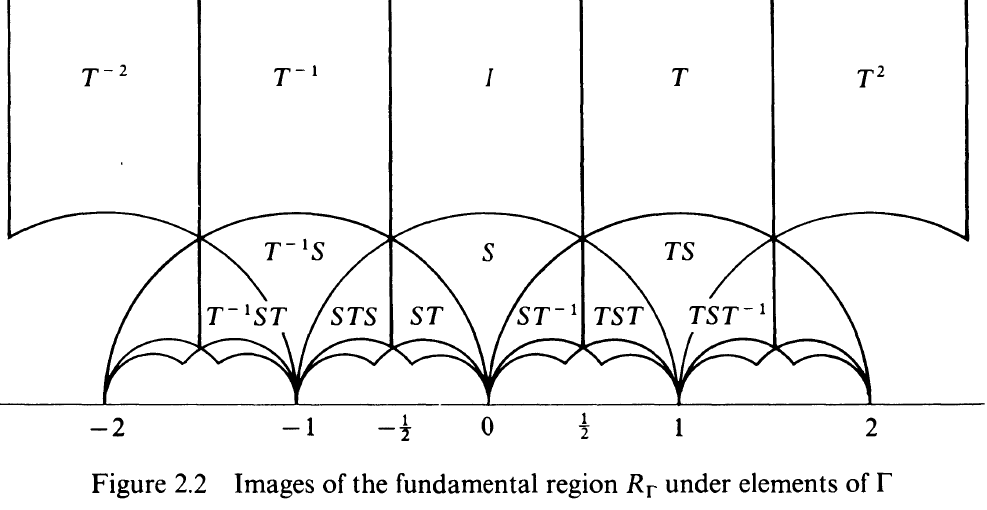 T⁻² T⁻¹ I T T²
T⁻¹S S TS
T⁻¹ST STS ST ST⁻¹ TST TST⁻¹
−2 −1 −½ 0 ½ 1 2
Figure 2.2 Images of the fundamental region R_Γ under elements of Γ